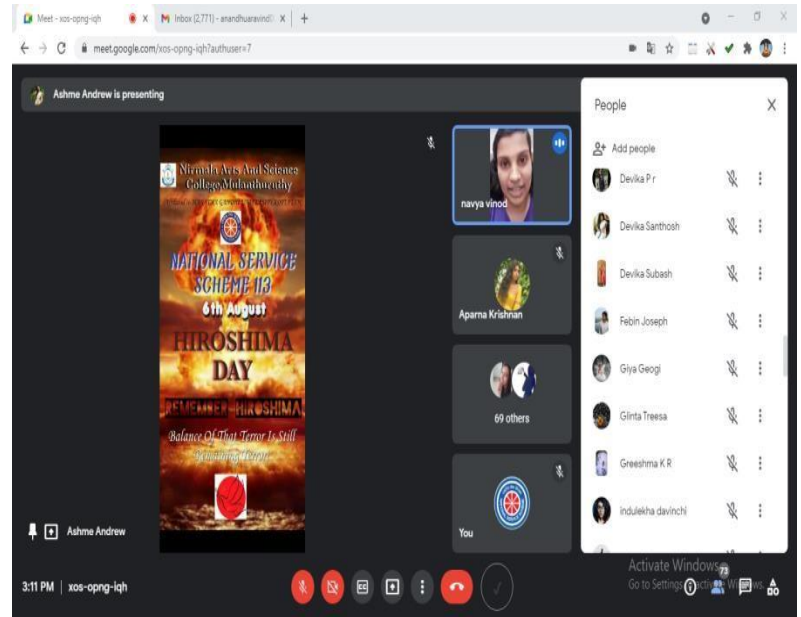 Meet - xos-opng-iqh
Inbox (2,771) - anandhuaravind
meet.google.com/xos-opng-iqh?authuser=7
Ashme Andrew is presenting
Nirmala Arts And Science
College,Mulanthuruthy
NATIONAL SERVICE
SCHEME 113
6th August
HIROSHIMA
DAY
REMEMBER HIROSHIMA
Balance Of That Terror Is Still
Ashme Andrew
navya vinod
Aparna Krishnan
69 others
You
People
Add people
Devika P r
Devika Santhosh
Devika Subash
Febin Joseph
Giya Geogi
Glinta Treesa
Greeshma K R
indulekha davinchi
Activate Windows
Go to Settings
3:11 PM | xos-opng-iqh
73